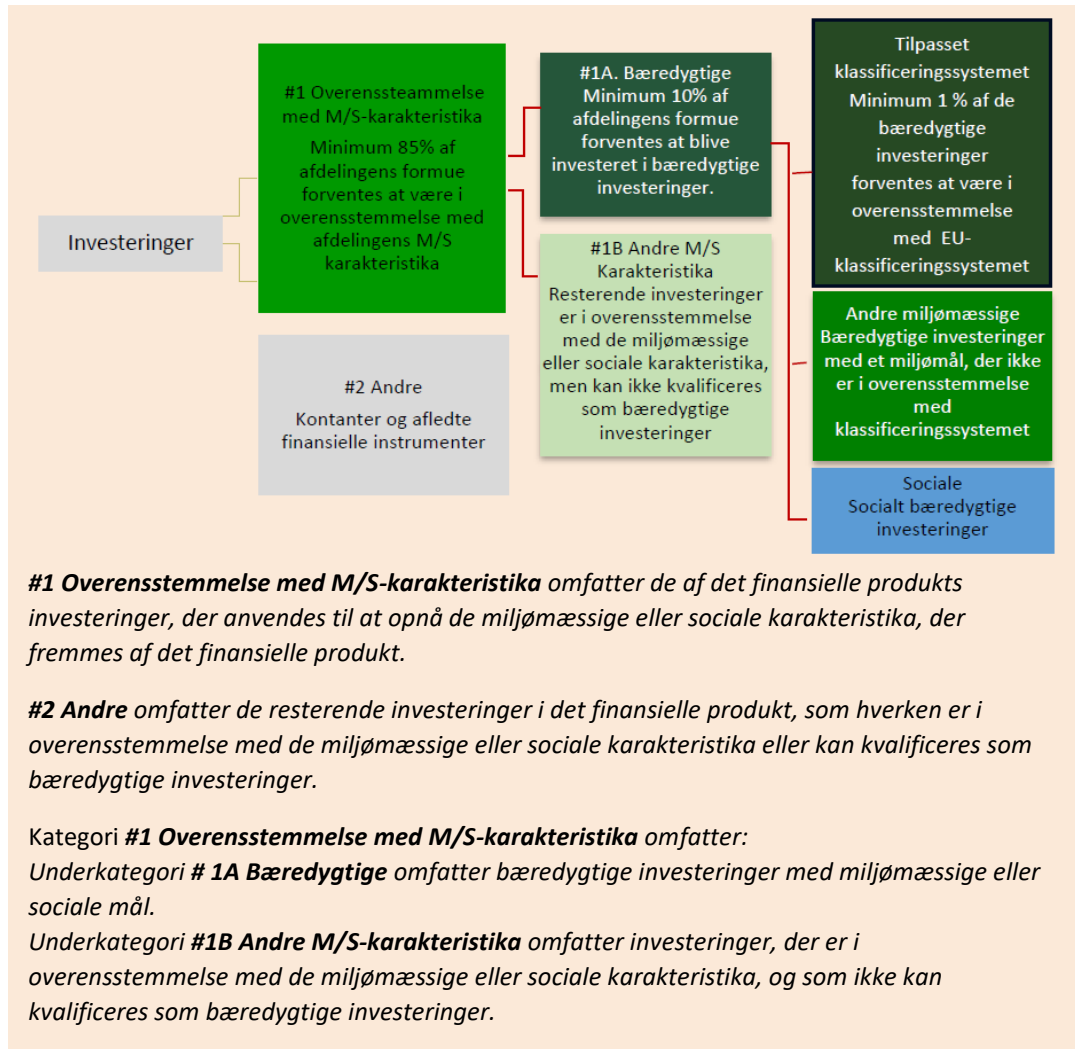 Investeringer
#1 Overenssteammelse
med M/S-karakteristika
Minimum 85% af
afdelingens formue
forventes at være i
overensstemmelse med
afdelingens M/S
karakteristika
#2 Andre
Kontanter og afledte
finansielle instrumenter
#1A. Bæredygtige
Minimum 10% af
afdelingens formue
forventes at blive
investeret i bæredygtige
investeringer.
#1B Andre M/S
Karakteristika
Resterende investeringer
er i overensstemmelse
med de miljømæssige
eller sociale karakteristika,
men kan ikke kvalificeres
som bæredygtige
investeringer
Tilpasset
klassificeringssystemet
Minimum 1 % af de
bæredygtige
investeringer
forventes at være i
overensstemmelse
med EU-
klassificeringssystemet
Andre miljømæssige
Bæredygtige investeringer
med et miljømål, der ikke
er i overensstemmelse
med
klassificeringssystemet
Sociale
Socialt bæredygtige
investeringer
#1 Overensstemmelse med M/S-karakteristika omfatter de af det finansielle produkts
investeringer, der anvendes til at opnå de miljømæssige eller sociale karakteristika, der
fremmes af det finansielle produkt.
#2 Andre omfatter de resterende investeringer i det finansielle produkt, som hverken er i
overensstemmelse med de miljømæssige eller sociale karakteristika eller kan kvalificeres som
bæredygtige investeringer.
Kategori #1 Overensstemmelse med M/S-karakteristika omfatter:
Underkategori # 1A Bæredygtige omfatter bæredygtige investeringer med miljømæssige eller
sociale mål.
Underkategori #1B Andre M/S-karakteristika omfatter investeringer, der er i
overensstemmelse med de miljømæssige eller sociale karakteristika, og som ikke kan
kvalificeres som bæredygtige investeringer.